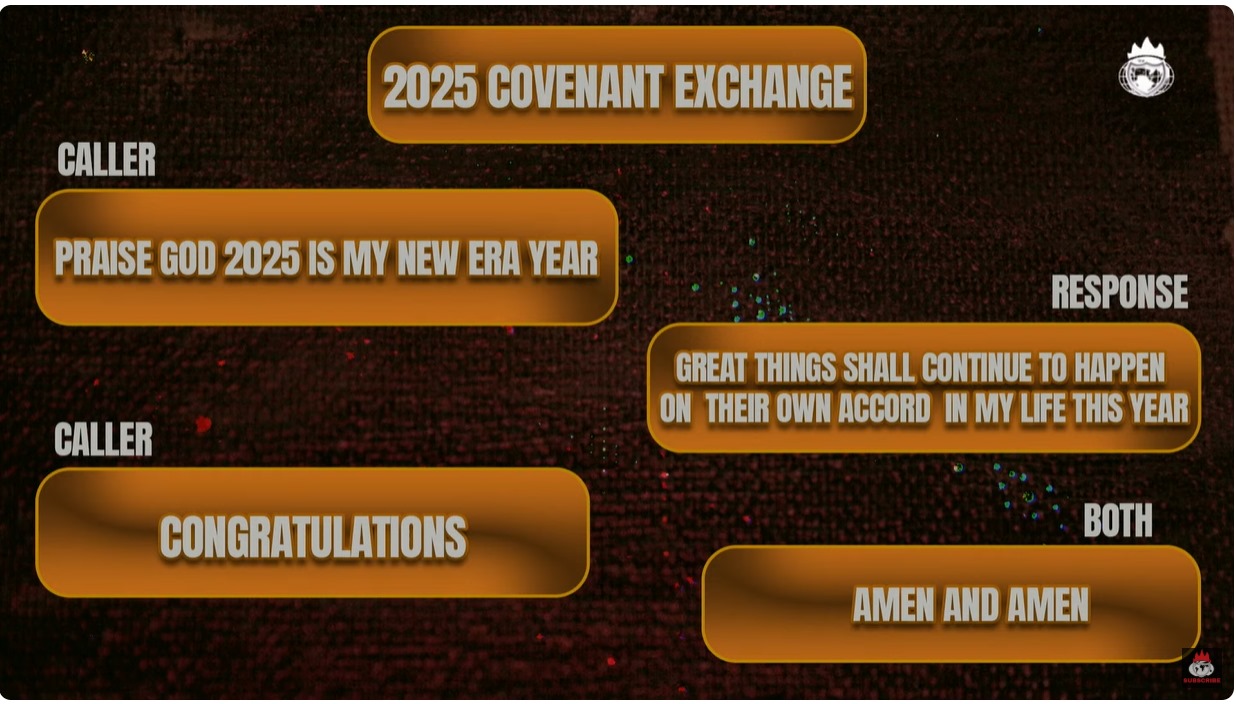 2025 COVENANT EXCHANGE
CALLER
PRAISE GOD 2025 IS MY NEW ERA YEAR
RESPONSE
GREAT THINGS SHALL CONTINUE TO HAPPEN
ON THEIR OWN ACCORD IN MY LIFE THIS YEAR
CALLER
CONGRATULATIONS
BOTH
AMEN AND AMEN
SUBSCRIBE